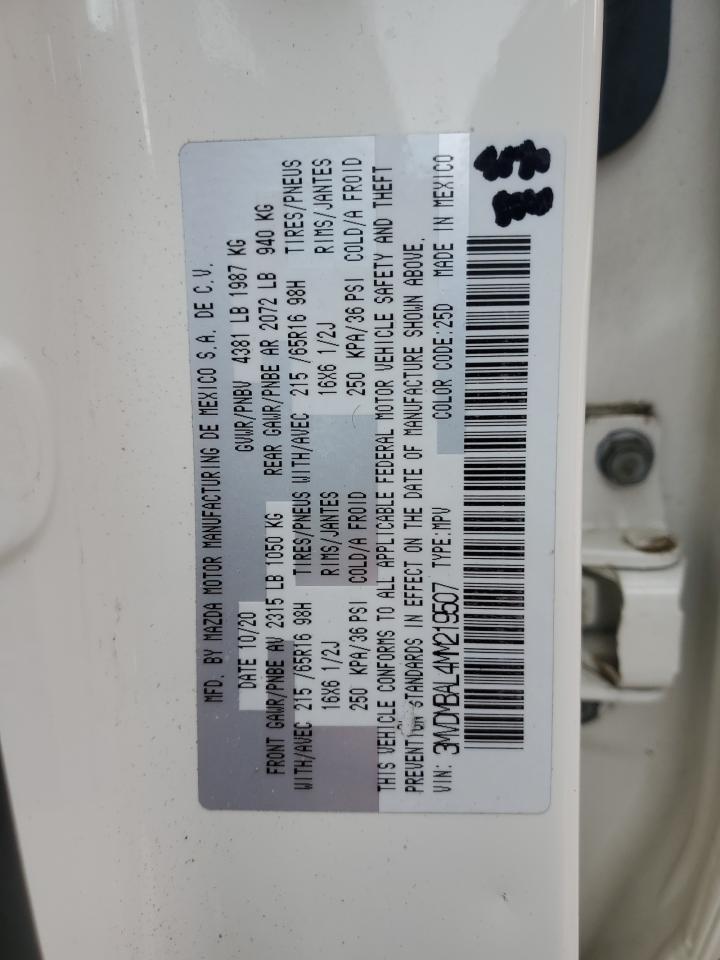 MFD. BY MAZDA MOTOR MANUFACTURING DE MEXICO S.A. DE C.V.
DATE 10/20 GVWR/PNBV 4381 LB 1987 KG
FRONT GAWR/PNBE AV 2315 LB 1050 KG REAR GAWR/PNBE AR 2072 LB 940 KG
WITH/AVEC 215 /65R16 98H TIRES/PNEUS WITH/AVEC 215 /65R16 98H TIRES/PNEUS
16X6 1/2J RIMS/JANTES 16X6 1/2J RIMS/JANTES
250 KPA/36 PSI COLD/A FROID 250 KPA/36 PSI COLD/A FROID
THIS VEHICLE CONFORMS TO ALL APPLICABLE FEDERAL MOTOR VEHICLE SAFETY AND THEFT
PREVENTION STANDARDS IN EFFECT ON THE DATE OF MANUFACTURE SHOWN ABOVE.
VIN: 3MVDMBAL4MM219507 TYPE:MPV COLOR CODE:25D MADE IN MEXICO